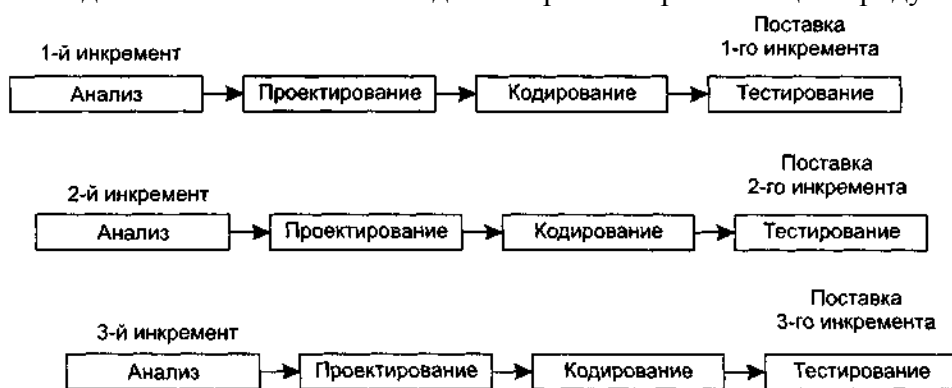 1-й инкремент
Поставка
1-го инкремента
Анализ Проектирование Кодирование Тестирование
2-й инкремент
Поставка
2-го инкремента
Анализ Проектирование Кодирование Тестирование
3-й инкремент
Поставка
3-го инкремента
Анализ Проектирование Кодирование Тестирование